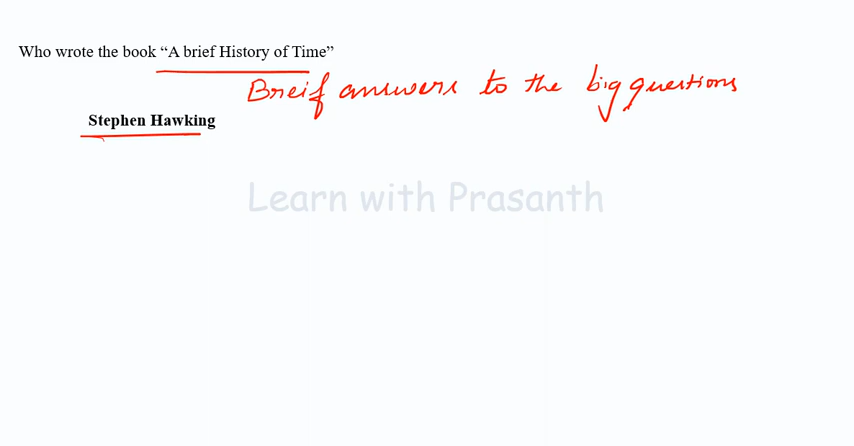 Who wrote the book “A brief History of Time”
Breif answers to the big questions
Stephen Hawking
Learn with Prasanth